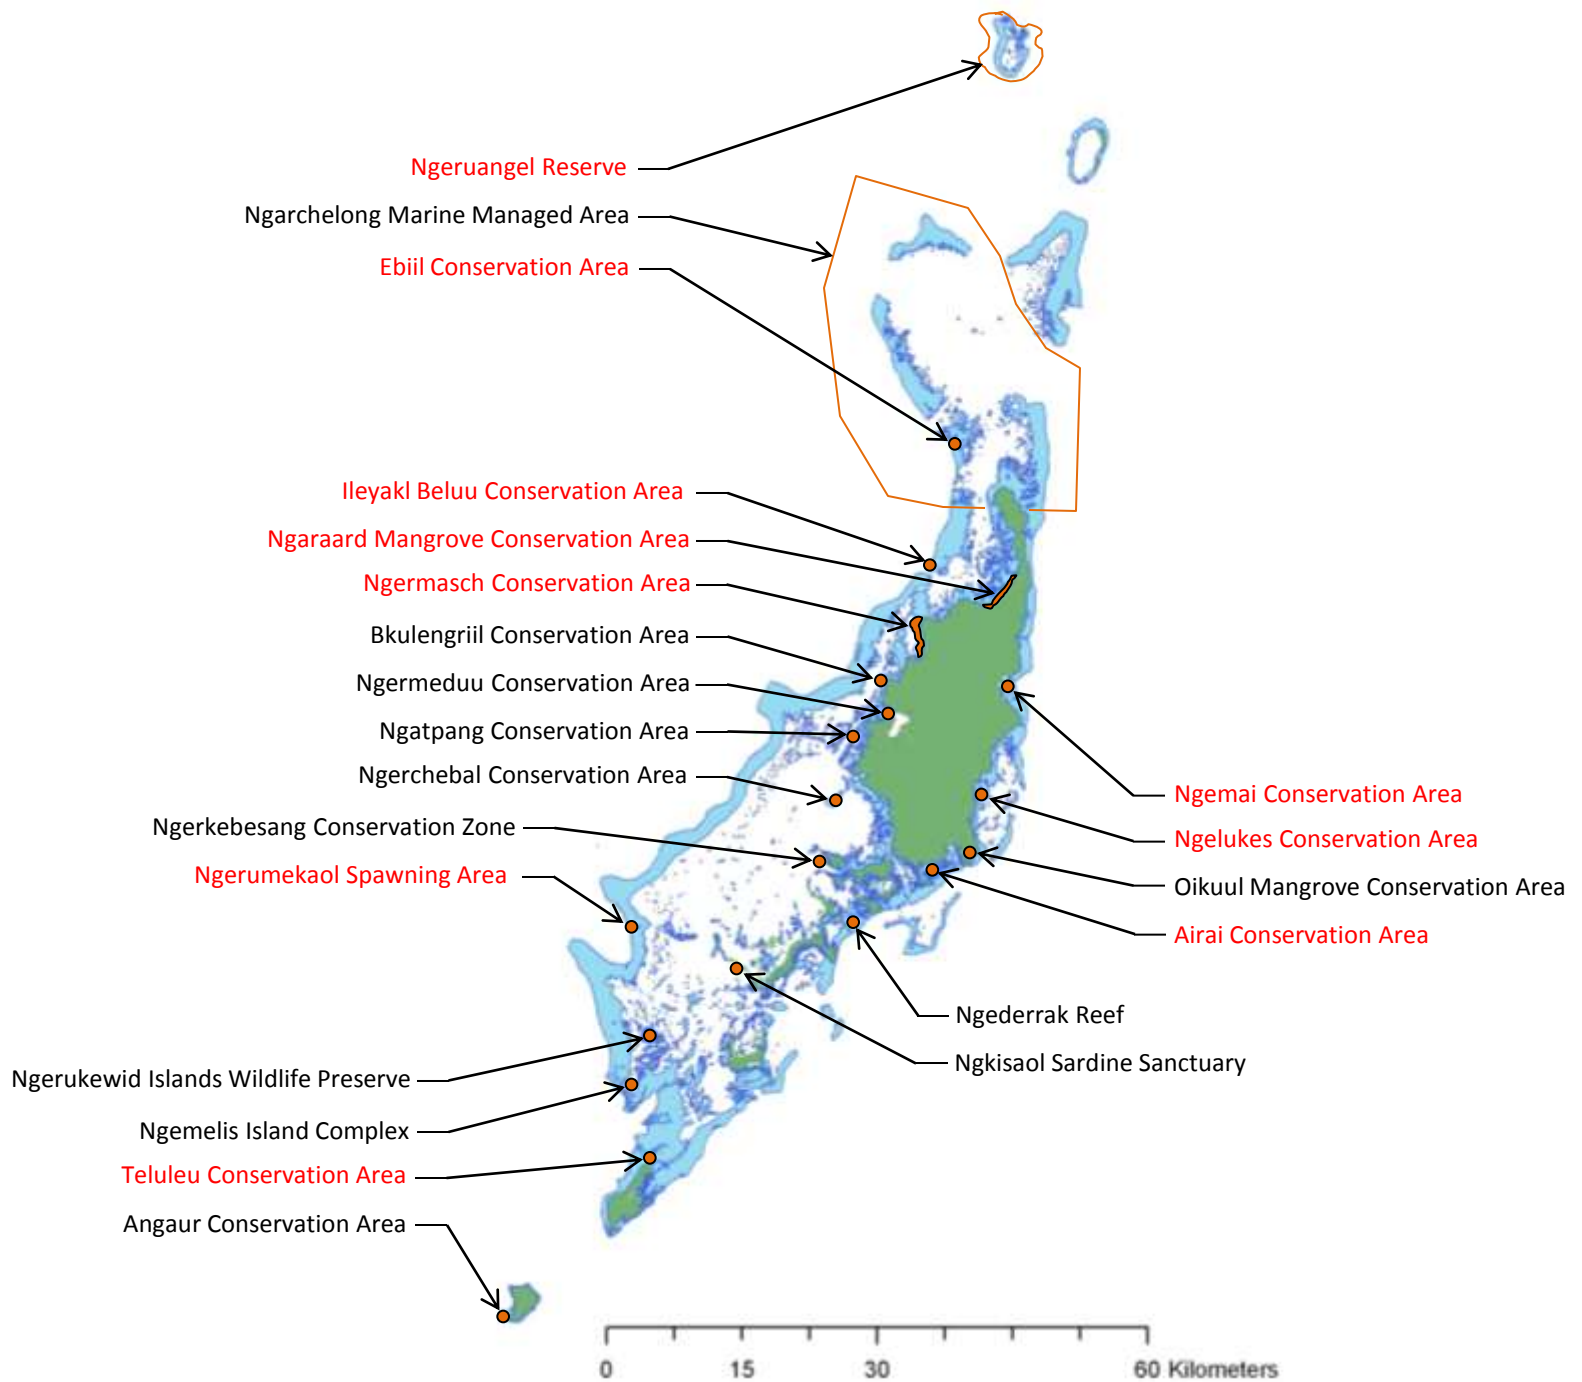 Ngeruangel Reserve
Ngarchelong Marine Managed Area
Ebiil Conservation Area
Ileyakl Beluu Conservation Area
Ngaraard Mangrove Conservation Area
Ngermasch Conservation Area
Bkulengriil Conservation Area
Ngermeduu Conservation Area
Ngatpang Conservation Area
Ngerchebal Conservation Area
Ngerkebesang Conservation Zone
Ngerumekaol Spawning Area
Ngemai Conservation Area
Ngelukes Conservation Area
Oikuul Mangrove Conservation Area
Airai Conservation Area
Ngederrak Reef
Ngkisaol Sardine Sanctuary
Ngerukewid Islands Wildlife Preserve
Ngemelis Island Complex
Teluleu Conservation Area
Angaur Conservation Area
0 15 30 60 Kilometers